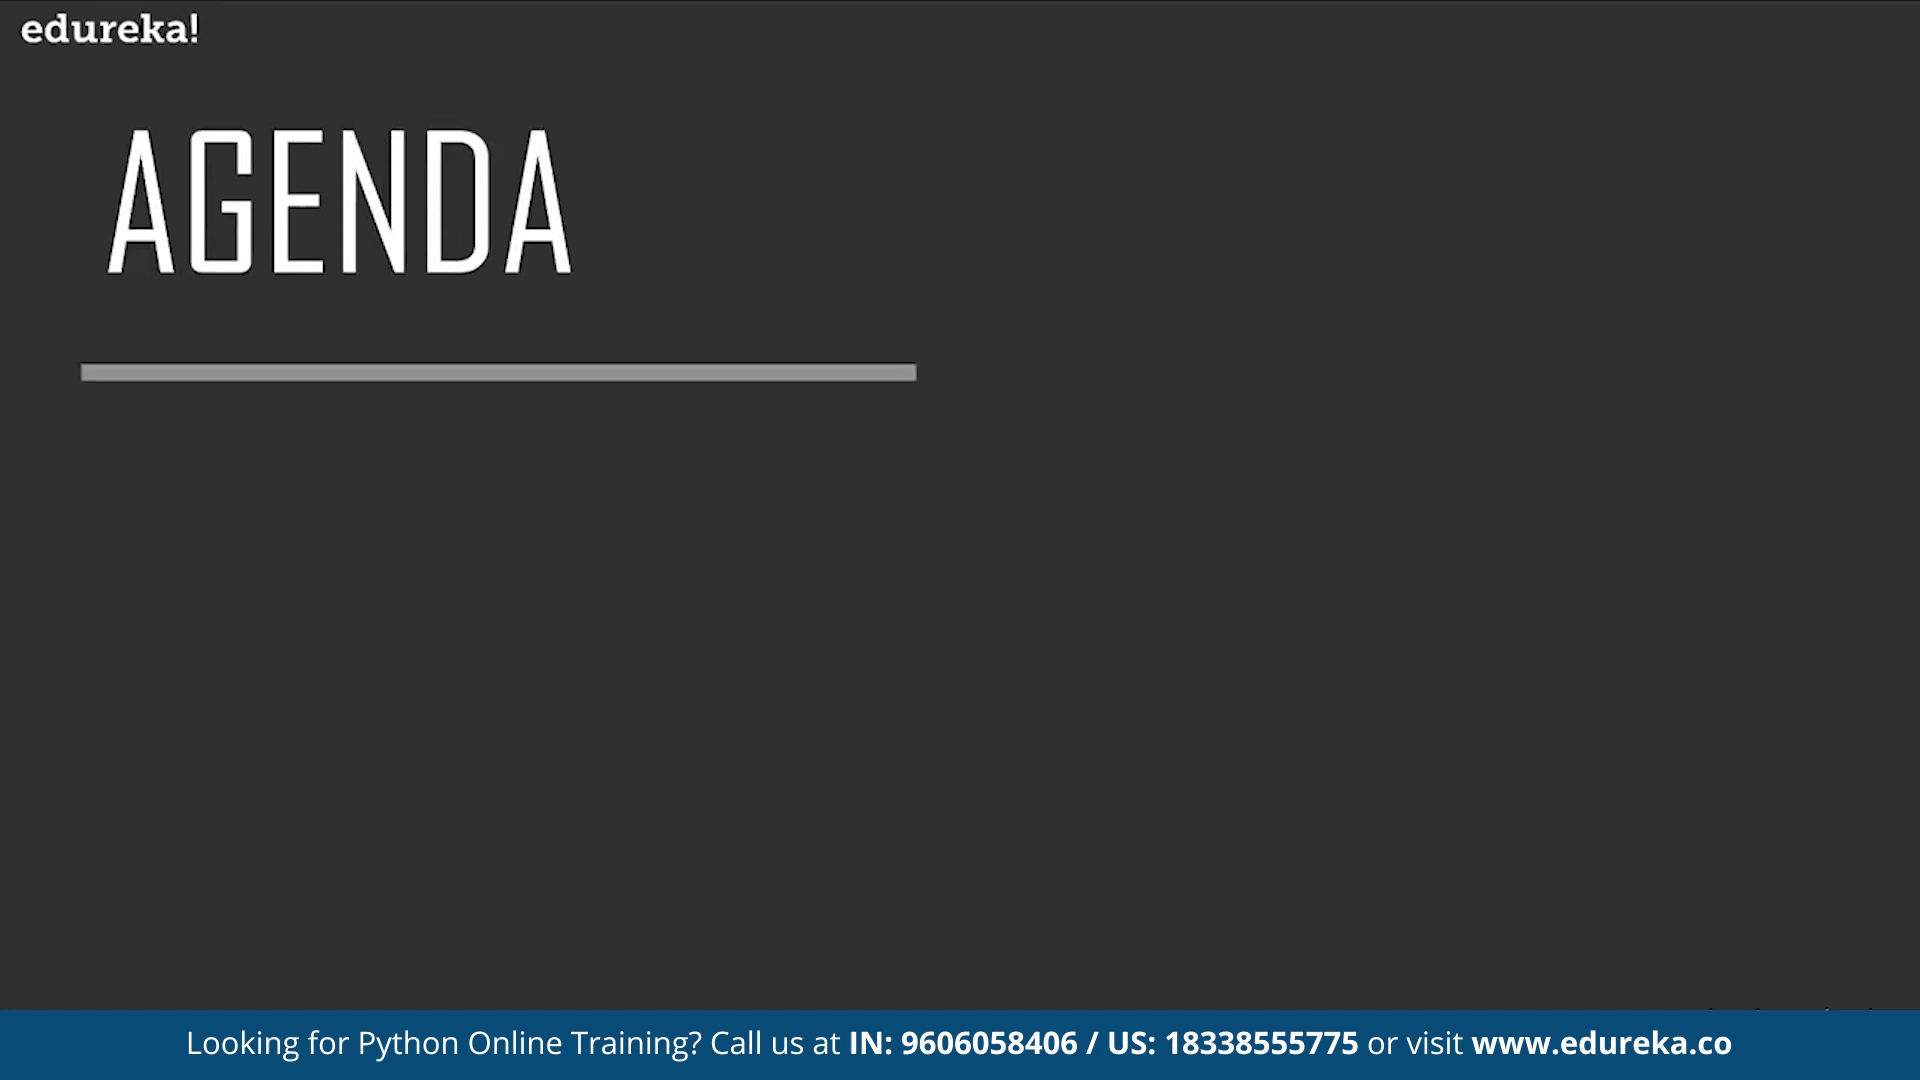 edureka!
AGENDA
Looking for Python Online Training? Call us at IN: 9606058406 / US: 18338555775 or visit www.edureka.co